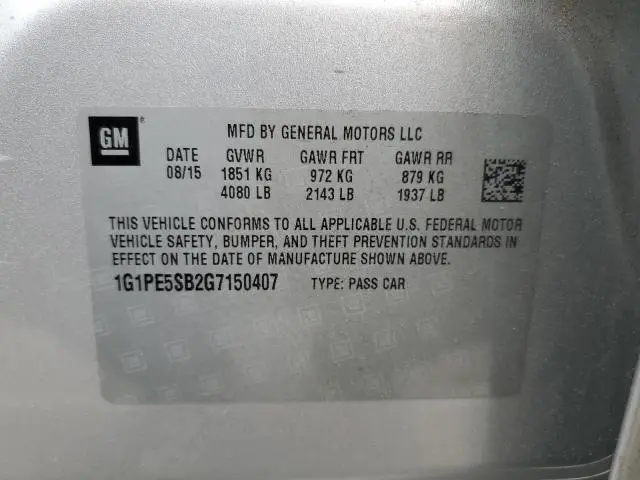 GM
MFD BY GENERAL MOTORS LLC
DATE GVWR GAWR FRT GAWR RR
08/15 1851 KG 972 KG 879 KG
4080 LB 2143 LB 1937 LB
THIS VEHICLE CONFORMS TO ALL APPLICABLE U.S. FEDERAL MOTOR
VEHICLE SAFETY, BUMPER, AND THEFT PREVENTION STANDARDS IN
EFFECT ON THE DATE OF MANUFACTURE SHOWN ABOVE.
1G1PE5SB2G7150407 TYPE: PASS CAR